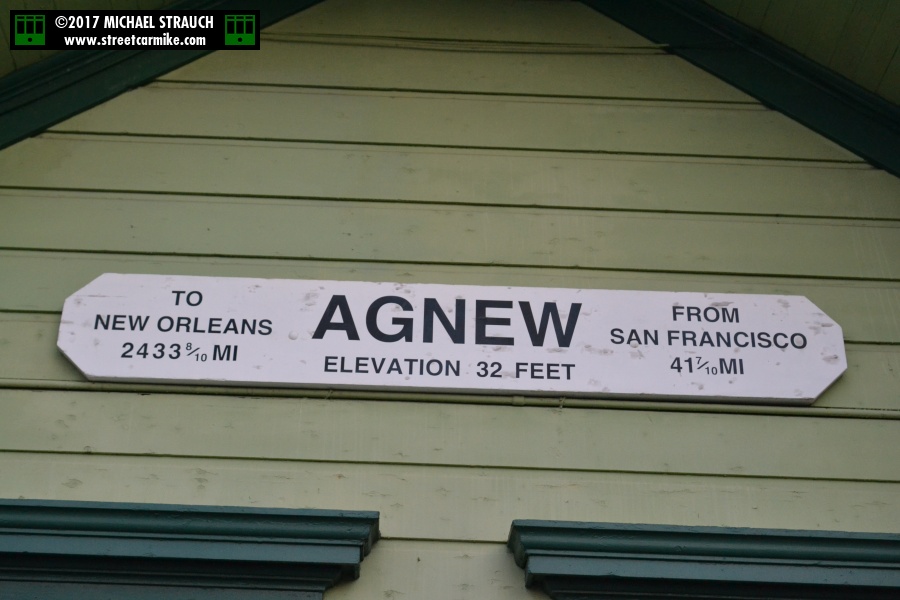 ©2017 MICHAEL STRAUCH
www.streetcarmike.com
TO
NEW ORLEANS
2433 8/10 MI
AGNEW
ELEVATION 32 FEET
FROM
SAN FRANCISCO
41 7/10 MI